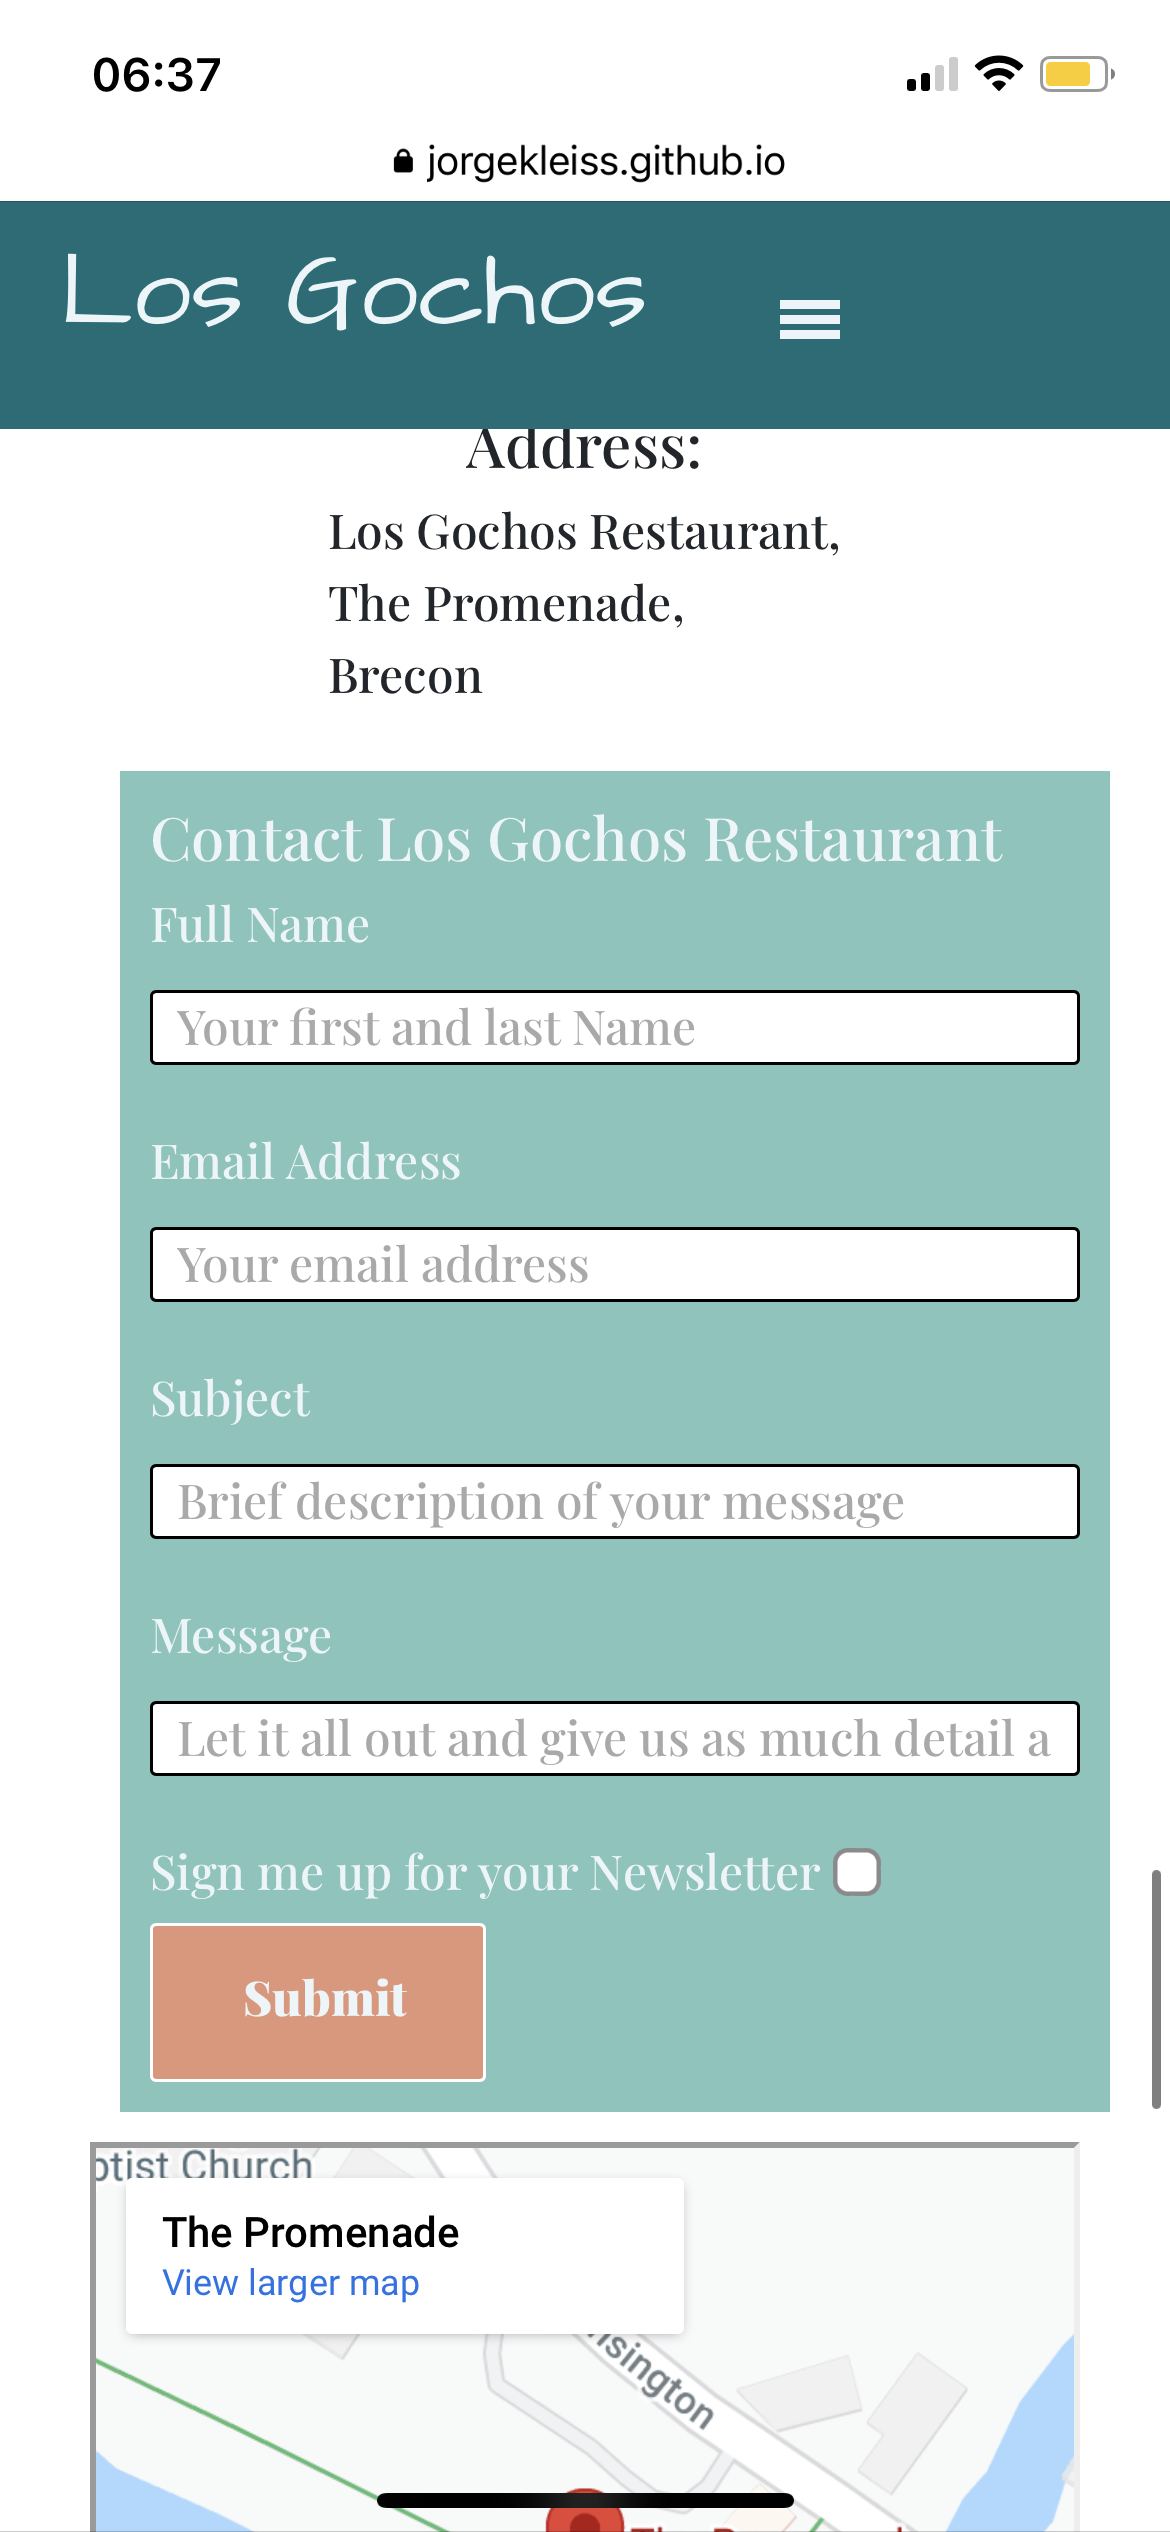 06:37
jorgekleiss.github.io
Los Gochos
Address:
Los Gochos Restaurant,
The Promenade,
Brecon
Contact Los Gochos Restaurant
Full Name
Your first and last Name
Email Address
Your email address
Subject
Brief description of your message
Message
Let it all out and give us as much detail a
Sign me up for your Newsletter
Submit
ptist Church
The Promenade
View larger map
nsington